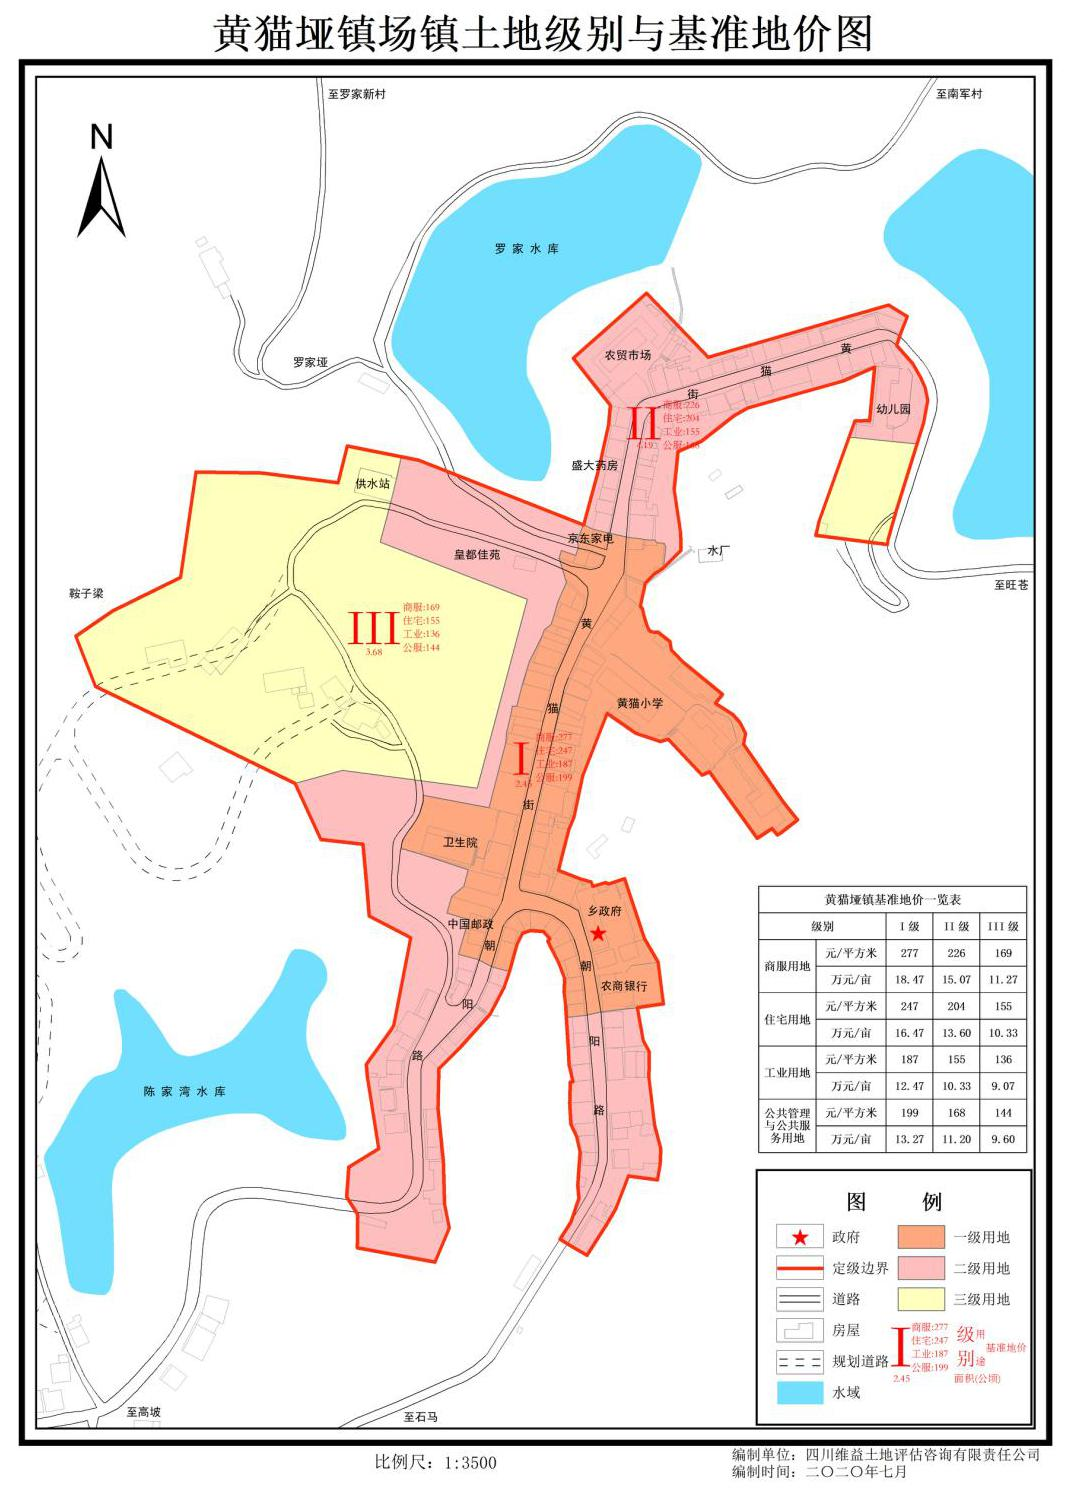 黄猫垭镇场镇土地级别与基准地价图
至罗家新村
至南军村
N
罗家水库
罗家垭
农贸市场
黄
猫
街
幼儿园
II
商服:226
住宅:204
工业:155
盛大药房
供水站
京东家电
皇都佳苑
水厂
至旺苍
鞍子梁
III
商服:169
住宅:155
工业:136
公服:144
3.68
黄
猫
街
黄猫小学
I
商服:277
住宅:247
工业:187
公服:199
2.45
卫生院
中国邮政
乡政府
农商银行
朝
阳
路
朝
阳
路
陈家湾水库
至高坡
至石马
黄猫垭镇基准地价一览表
级别 I级 II级 III级
商服用地 元/平方米 277 226 169
万元/亩 18.47 15.07 11.27
住宅用地 元/平方米 247 204 155
万元/亩 16.47 13.60 10.33
工业用地 元/平方米 187 155 136
万元/亩 12.47 10.33 9.07
公共管理
与公共服
务用地
元/平方米 199 168 144
万元/亩 13.27 11.20 9.60
图 例
政府 一级用地
定级边界 二级用地
道路 三级用地
房屋
规划道路
水域
I
商服:277
住宅:247
工业:187
公服:199
2.45
级别
用途
基准地价
面积(公顷)
比例尺：1:3500
编制单位：四川维益土地评估咨询有限责任公司
编制时间：二〇二〇年七月